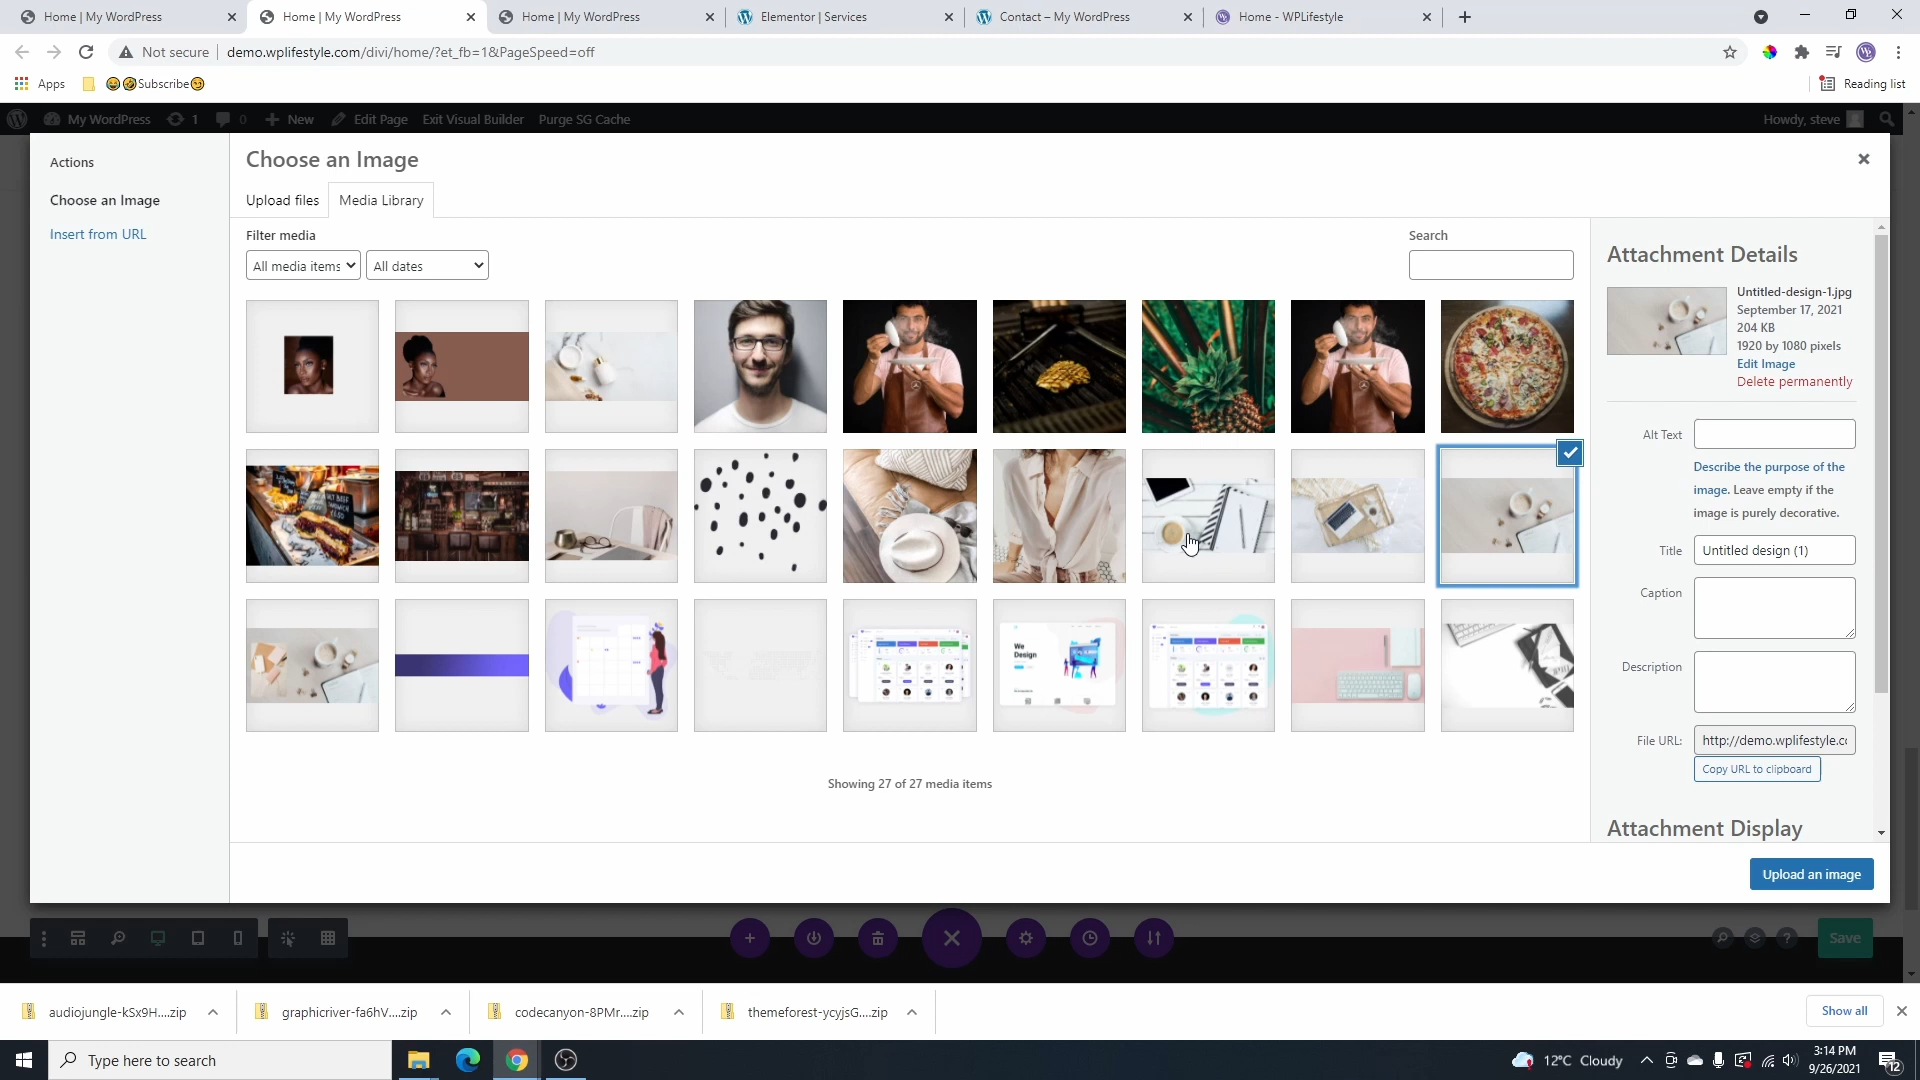 Home | My WordPress
Home | My WordPress
Home | My WordPress
Elementor | Services
Contact – My WordPress
Home - WPLifestyle
Not secure
demo.wplifestyle.com/divi/home/?et_fb=1&PageSpeed=off
Apps
😂🤣Subscribe😏
Reading list
My WordPress
1
0
New
Edit Page
Exit Visual Builder
Purge SG Cache
Howdy, steve
Actions
Choose an Image
Insert from URL
Choose an Image
Upload files
Media Library
Filter media
All media items
All dates
Search
We
Design
Showing 27 of 27 media items
Attachment Details
Untitled-design-1.jpg
September 17, 2021
204 KB
1920 by 1080 pixels
Edit Image
Delete permanently
Alt Text
Describe the purpose of the
image. Leave empty if the
image is purely decorative.
Title
Untitled design (1)
Caption
Description
File URL:
http://demo.wplifestyle.cc
Copy URL to clipboard
Attachment Display
Upload an image
Save
audiojungle-kSx9H....zip
graphicriver-fa6hV....zip
codecanyon-8PMr....zip
themeforest-ycyjsG....zip
Show all
Type here to search
12°C Cloudy
3:14 PM
9/26/2021
12